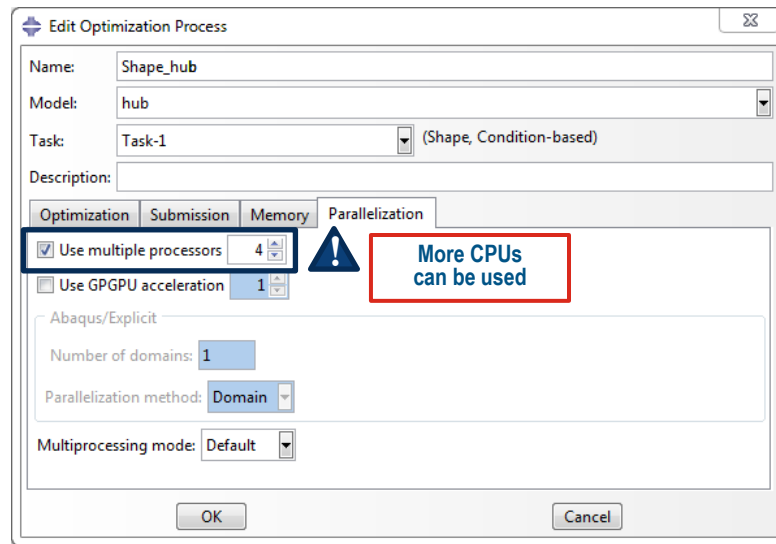 Edit Optimization Process
Name: Shape_hub
Model: hub
Task: Task-1 (Shape, Condition-based)
Description:
Optimization Submission Memory Parallelization
Use multiple processors 4
More CPUs
can be used
Use GPGPU acceleration 1
Abaqus/Explicit
Number of domains: 1
Parallelization method: Domain
Multiprocessing mode: Default
OK Cancel